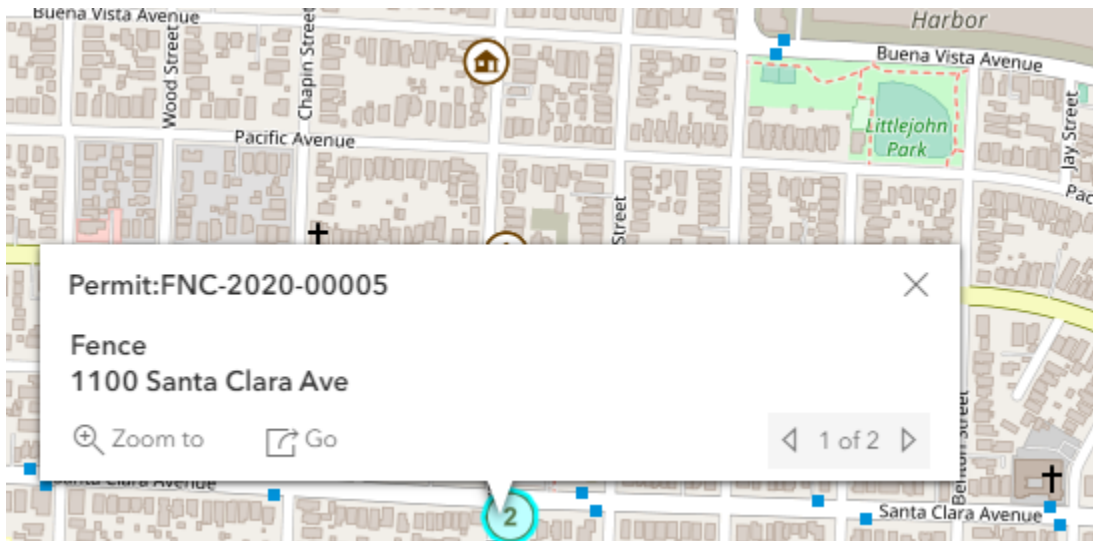 Buena Vista Avenue
Harbor
Buena Vista Avenue
Wood Street
Chapin Street
Littlejohn
Park
Jay Street
Pacific Avenue
Pac
Street
Permit:FNC-2020-00005
Fence
1100 Santa Clara Ave
Zoom to
Go
1 of 2
Benton Street
Santa Clara Avenue
2
Santa Clara Avenue